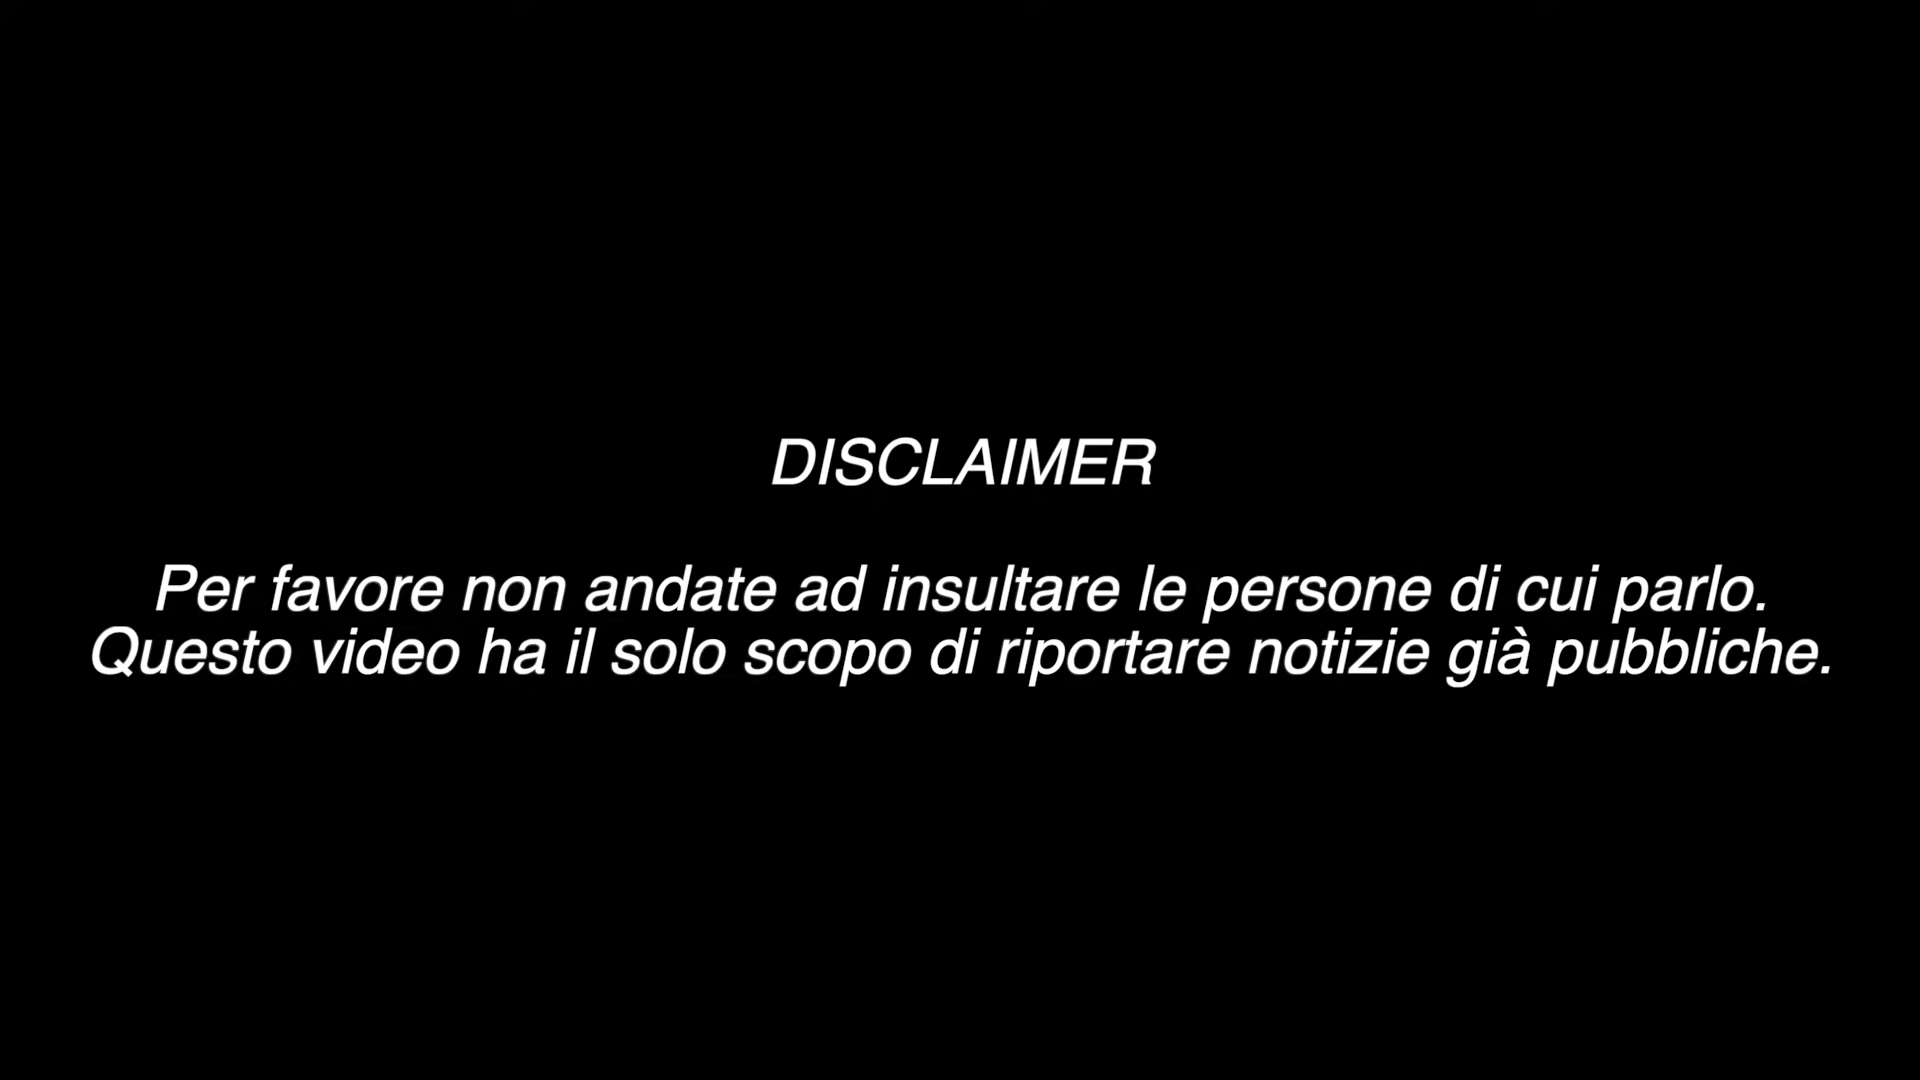 DISCLAIMER
Per favore non andate ad insultare le persone di cui parlo.
Questo video ha il solo scopo di riportare notizie già pubbliche.